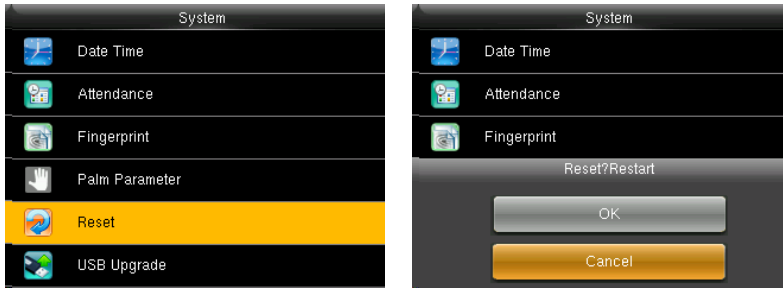 System
Date Time
Attendance
Fingerprint
Palm Parameter
Reset
USB Upgrade
System
Date Time
Attendance
Fingerprint
Reset?Restart
OK
Cancel